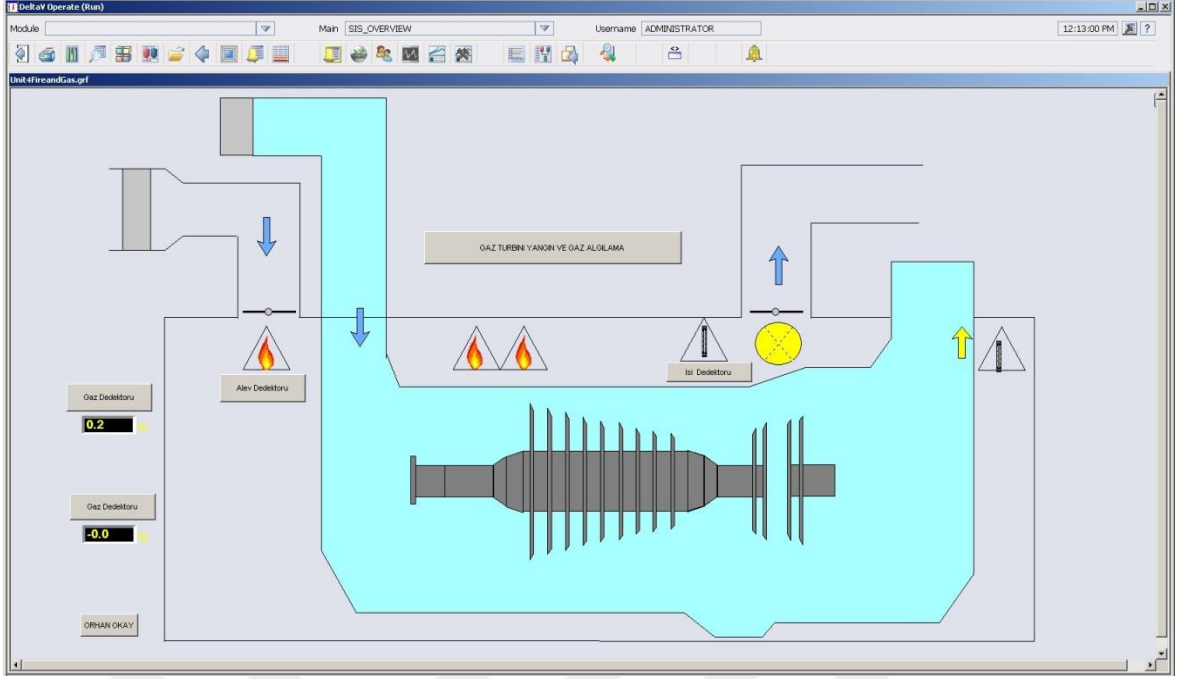 DeltaV Operate (Run)
Module
Main SIS_OVERVIEW
Username ADMINISTRATOR
12:13:00 PM
?
Unit4FireandGas.grf
GAZ TURBINI YANGIN VE GAZ ALGILAMA
Isi Dedektoru
Alev Dedektoru
Gaz Dedektoru
0.2
Gaz Dedektoru
-0.0
ORHAN OKAY